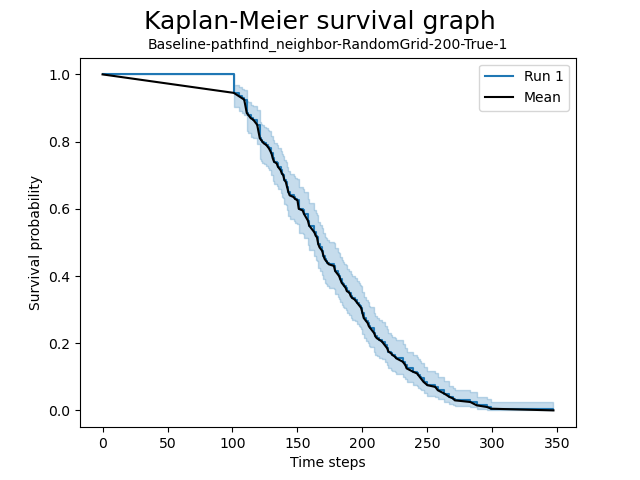 Kaplan-Meier survival graph
Baseline-pathfind_neighbor-RandomGrid-200-True-1
Run 1
Mean
Survival probability
1.0
0.8
0.6
0.4
0.2
0.0
0 50 100 150 200 250 300 350
Time steps